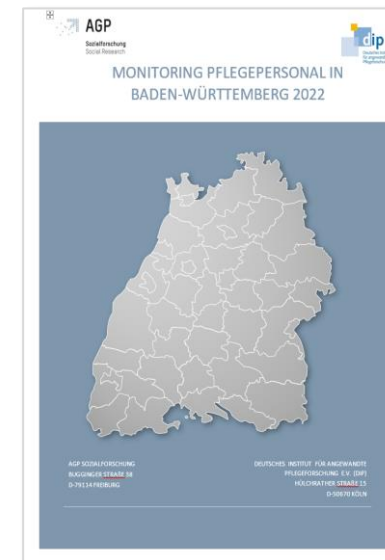 AGP
Sozialforschung
Social Research
dip
MONITORING PFLEGEPERSONAL IN
BADEN-WÜRTTEMBERG 2022
AGP SOZIALFORSCHUNG
BUGGINGER STRAßE 38
D-79114 FREIBURG
DEUTSCHES INSTITUT FÜR ANGEWANDTE
PFLEGEFORSCHUNG E.V. (DIP)
HÜLCHRATHER STRAßE 15
D-50670 KÖLN